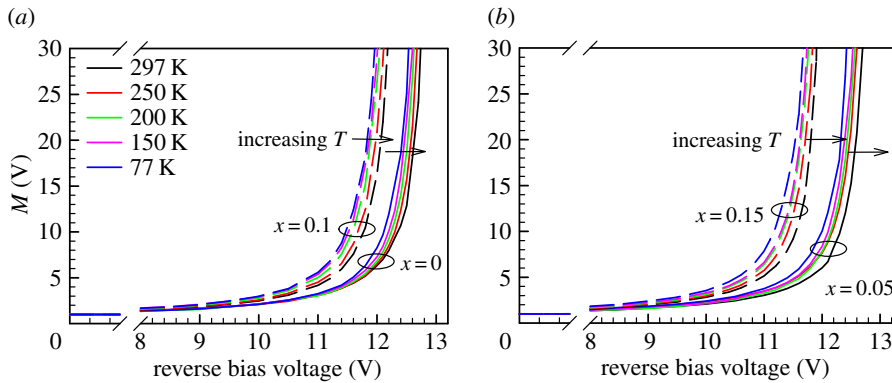 (a)
30
25
20
15
10
5
0
M (V)
297 K
250 K
200 K
150 K
77 K
increasing T
x = 0.1
x = 0
8 9 10 11 12 13
reverse bias voltage (V)
(b)
30
25
20
15
10
5
0
increasing T
x = 0.15
x = 0.05
8 9 10 11 12 13
reverse bias voltage (V)